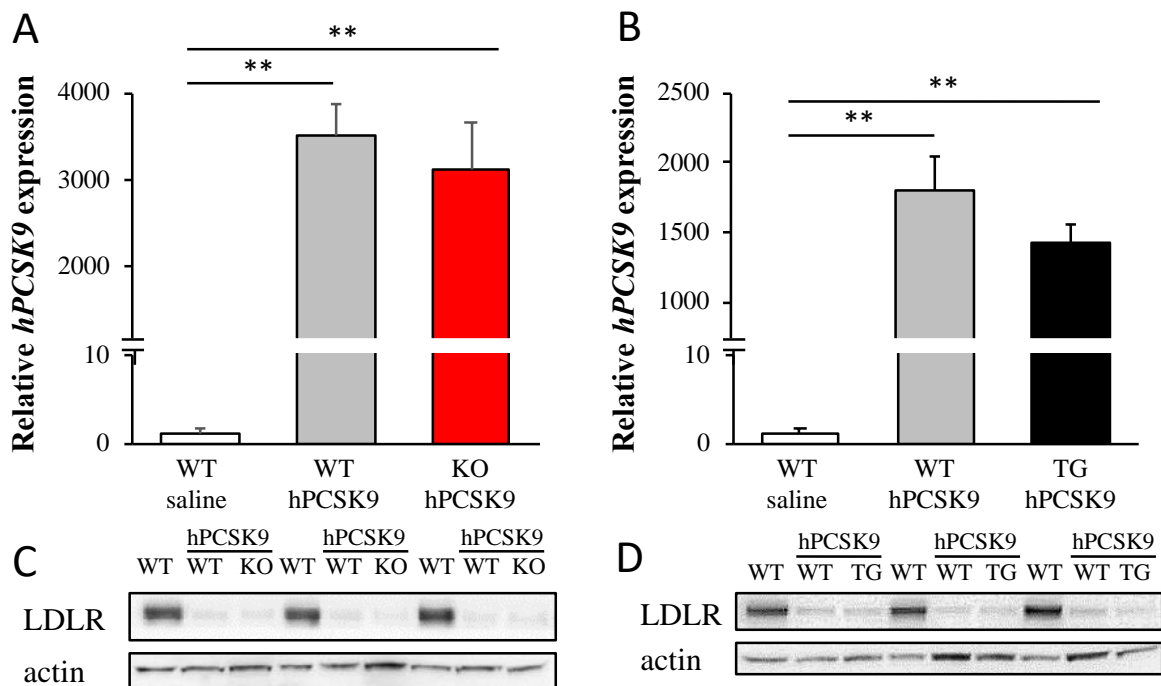 A
**
**
Relative hPCSK9 expression
4000
3000
2000
10
0
WT
saline
WT
hPCSK9
KO
hPCSK9
B
**
**
Relative hPCSK9 expression
2500
2000
1500
1000
10
0
WT
saline
WT
hPCSK9
TG
hPCSK9
C
hPCSK9 hPCSK9 hPCSK9
WT WT KO WT WT KO WT WT KO
LDLR
actin
D
hPCSK9 hPCSK9 hPCSK9
WT WT TG WT WT TG WT WT TG
LDLR
actin